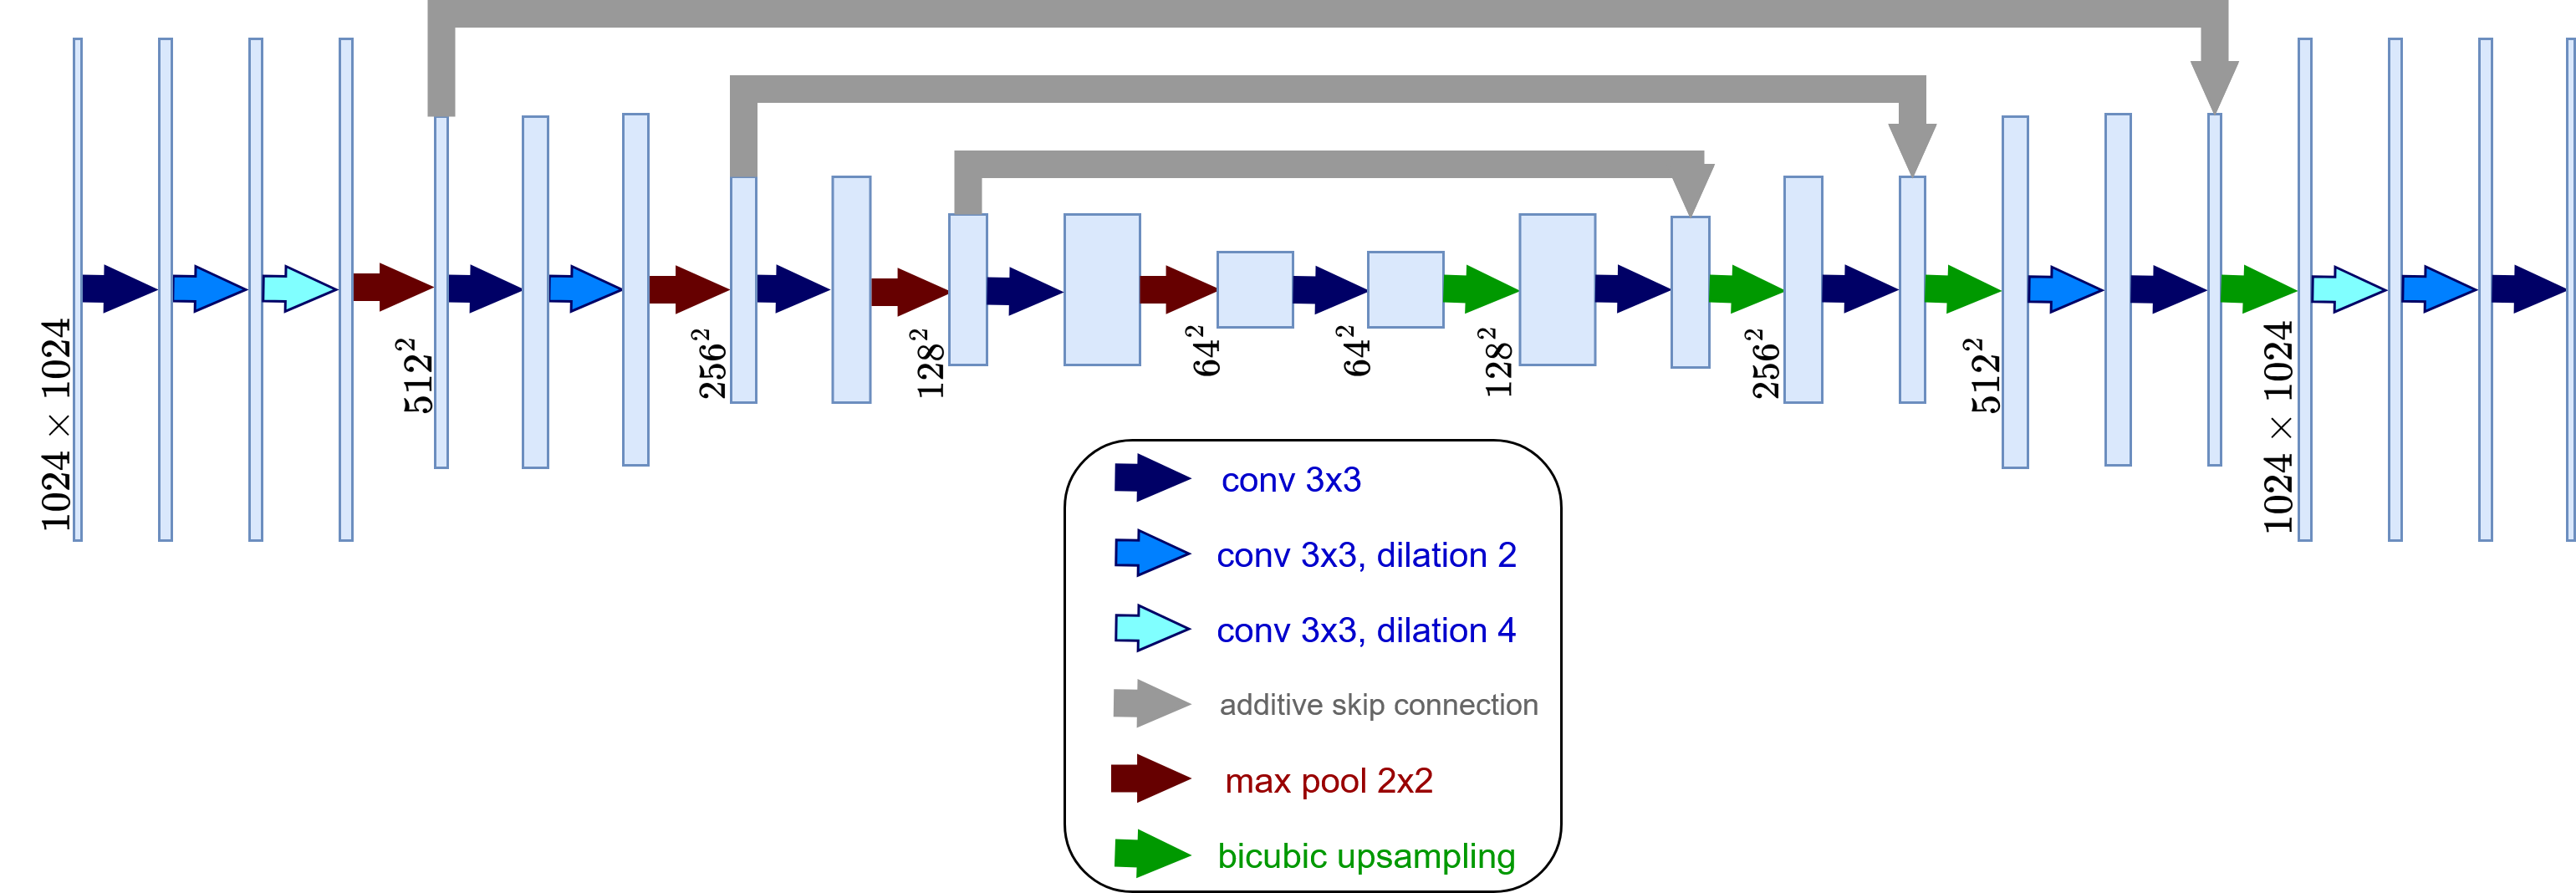 1024 × 1024
512²
256²
128²
64²
64²
128²
256²
512²
1024 × 1024
conv 3x3
conv 3x3, dilation 2
conv 3x3, dilation 4
additive skip connection
max pool 2x2
bicubic upsampling